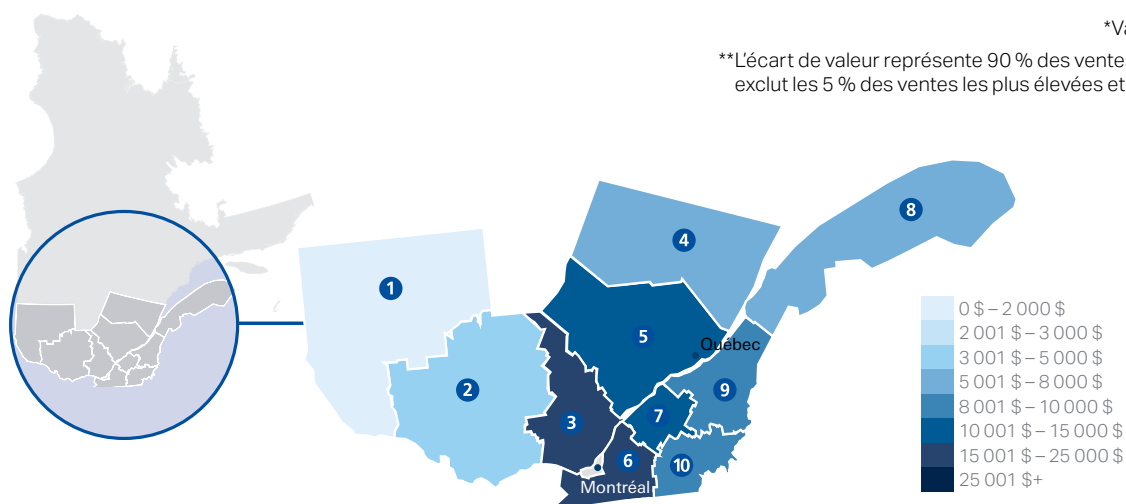 *Va
**L'écart de valeur représente 90 % des ventes
exclut les 5 % des ventes les plus élevées et
8
4
1
5
Québec
2
9
7
3
6
10
Montréal
0 $ – 2 000 $
2 001 $ – 3 000 $
3 001 $ – 5 000 $
5 001 $ – 8 000 $
8 001 $ – 10 000 $
10 001 $ – 15 000 $
15 001 $ – 25 000 $
25 001 $+